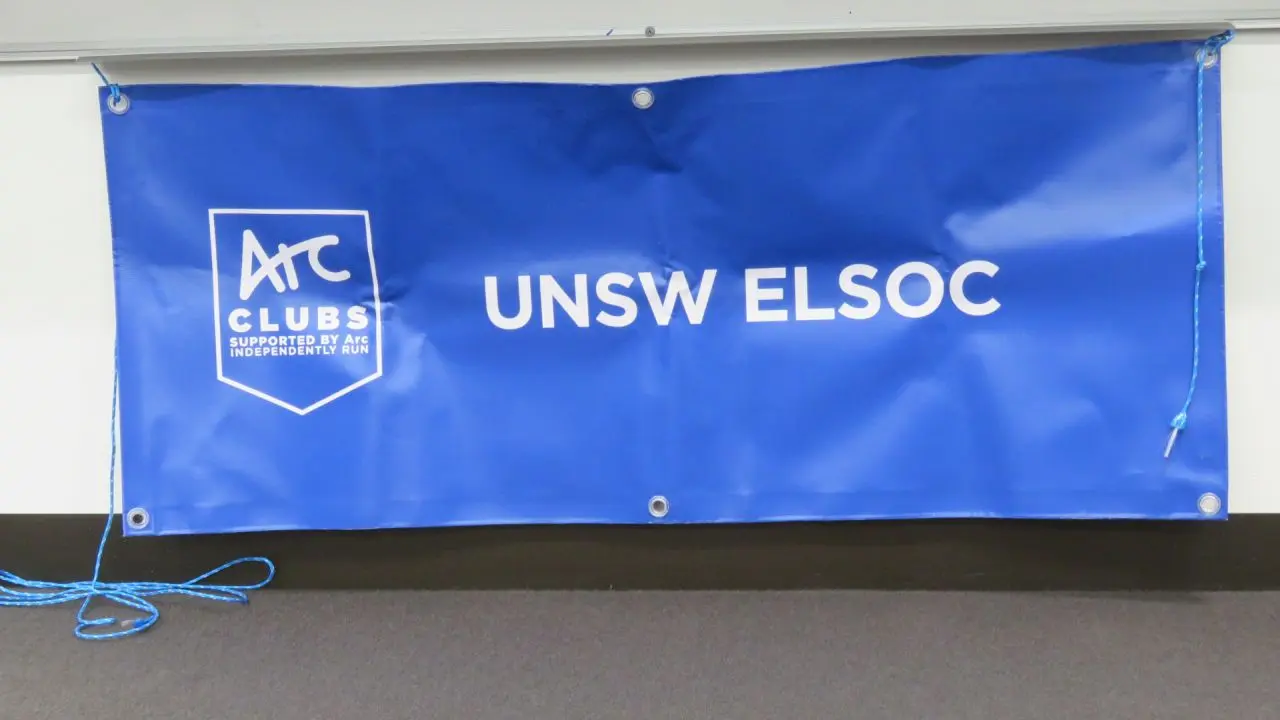 Arc
CLUBS
SUPPORTED BY Arc
INDEPENDENTLY RUN
UNSW ELSOC